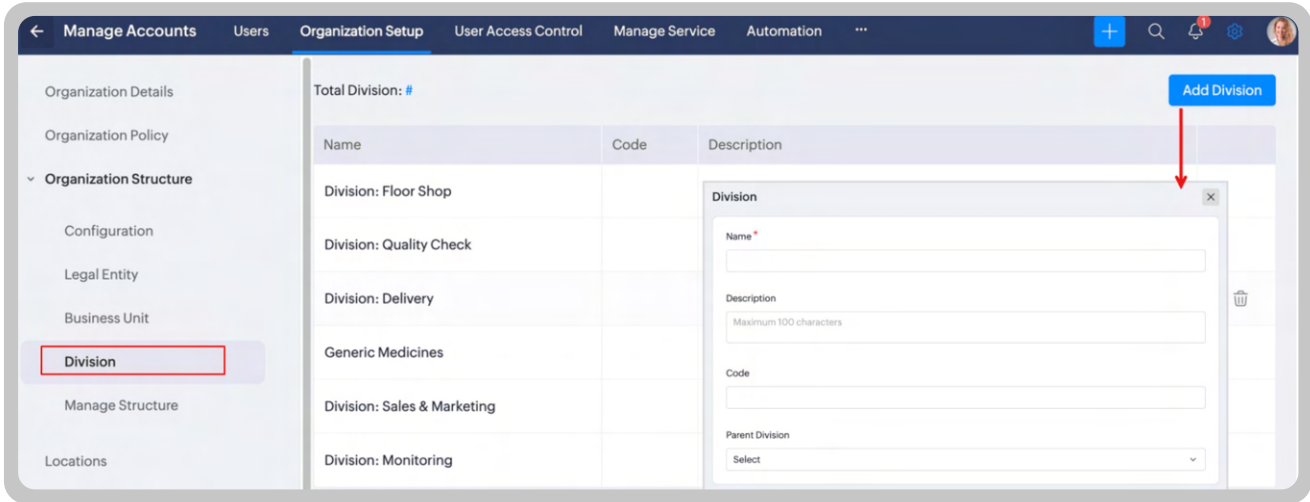 Manage Accounts Users Organization Setup User Access Control Manage Service Automation ··· 1
Organization Details
Organization Policy
Organization Structure
Configuration
Legal Entity
Business Unit
Division
Manage Structure
Locations
Total Division: # Add Division
Name Code Description
Division: Floor Shop
Division: Quality Check
Division: Delivery
Generic Medicines
Division: Sales & Marketing
Division: Monitoring
Division
Name *
Description
Maximum 100 characters
Code
Parent Division
Select